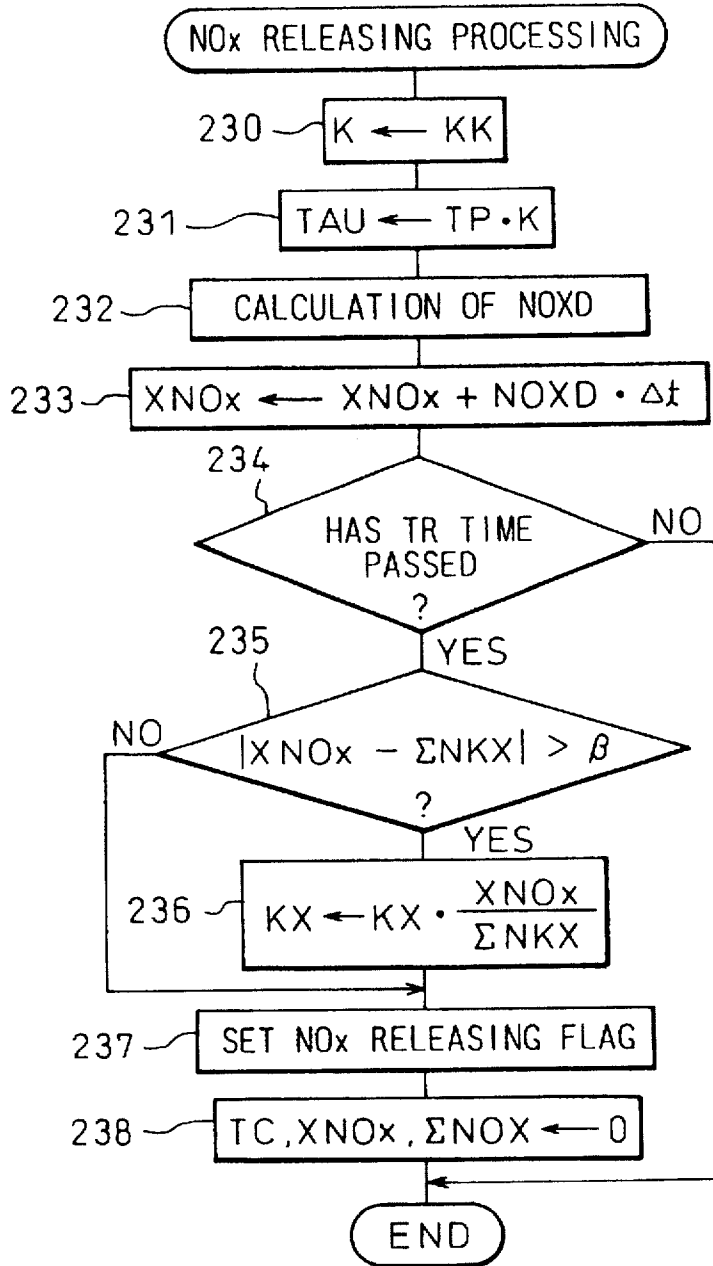 NOx RELEASING PROCESSING
230
K ← KK
231
TAU ← TP·K
232
CALCULATION OF NOXD
233
XNOx ← XNOx + NOXD · Δt
234
HAS TR TIME
PASSED
?
NO
YES
235
NO
|XNOx - ΣNKX| > β
?
YES
236
KX ← KX · XNOx / ΣNKX
237
SET NOx RELEASING FLAG
238
TC, XNOx, ΣNOX ← 0
END